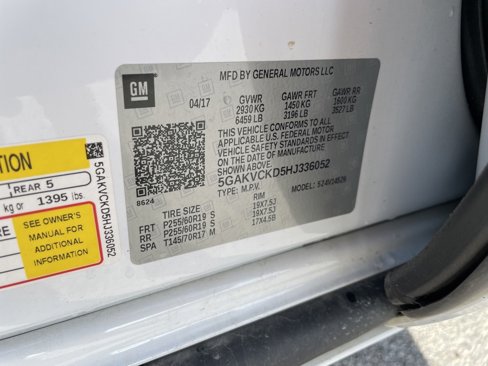 GM
MFD BY GENERAL MOTORS LLC
04/17
GVWR GAWR FRT GAWR RR
2930 KG 1450 KG 1600 KG
6459 LB 3196 LB 3527 LB
THIS VEHICLE CONFORMS TO ALL
APPLICABLE U.S. FEDERAL MOTOR
VEHICLE SAFETY STANDARDS IN EFFECT
ON THE DATE OF MANUFACTURE
SHOWN ABOVE
5GAKVCKD5HJ336052
TYPE: M.P.V. MODEL:
8624
TIRE SIZE RIM
FRT P255/60R19 S 19X7.5J
RR P255/60R19 S 19X7.5J
SPA T145/70R17 M 17X4.5B
TION
REAR 5
kg or 1395 lbs.
SEE OWNER'S
MANUAL FOR
ADDITIONAL
INFORMATION
5GAKVCKD5HJ336052